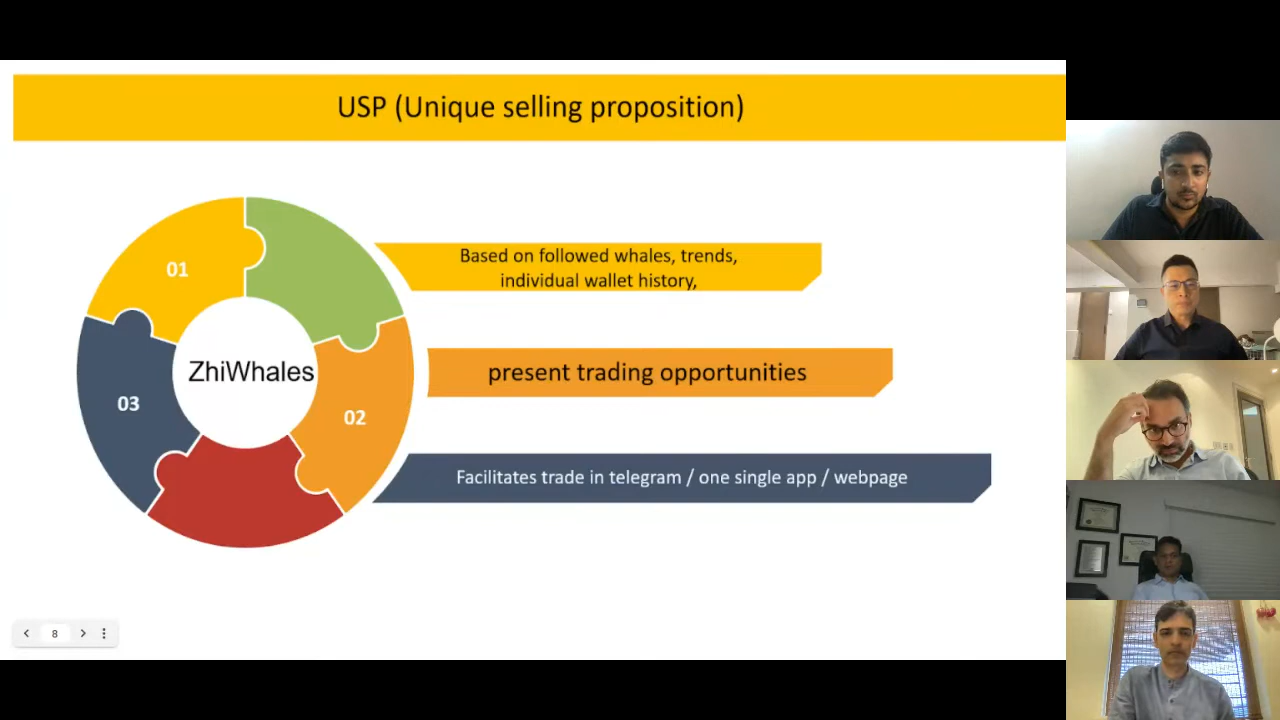 USP (Unique selling proposition)
01
Based on followed whales, trends,
individual wallet history,
ZhiWhales
present trading opportunities
03
02
Facilitates trade in telegram / one single app / webpage
8